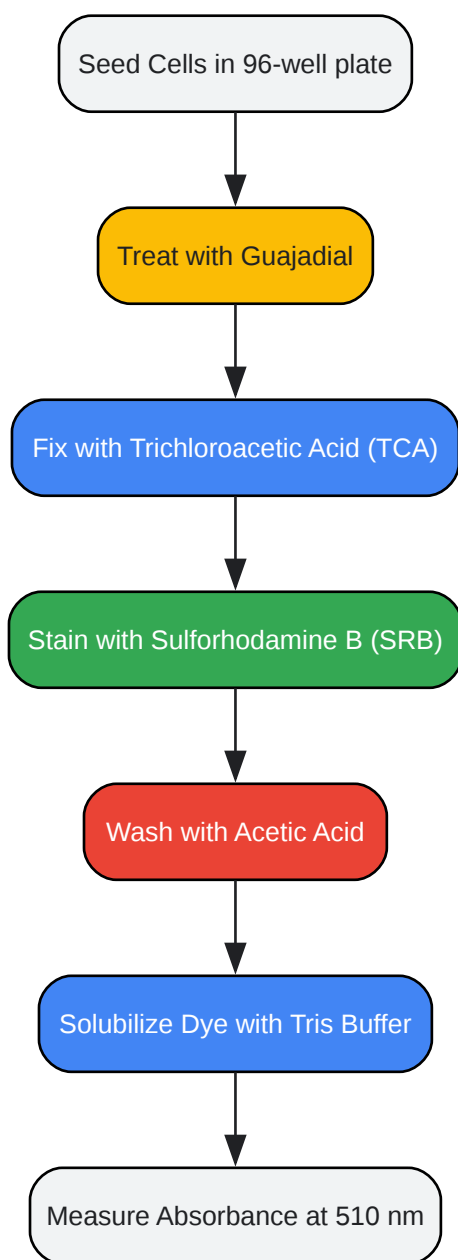 Seed Cells in 96-well plate
Treat with Guajadial
Fix with Trichloroacetic Acid (TCA)
Stain with Sulforhodamine B (SRB)
Wash with Acetic Acid
Solubilize Dye with Tris Buffer
Measure Absorbance at 510 nm